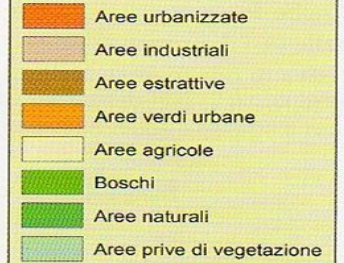 Aree urbanizzate
Aree industriali
Aree estrattive
Aree verdi urbane
Aree agricole
Boschi
Aree naturali
Aree prive di vegetazione